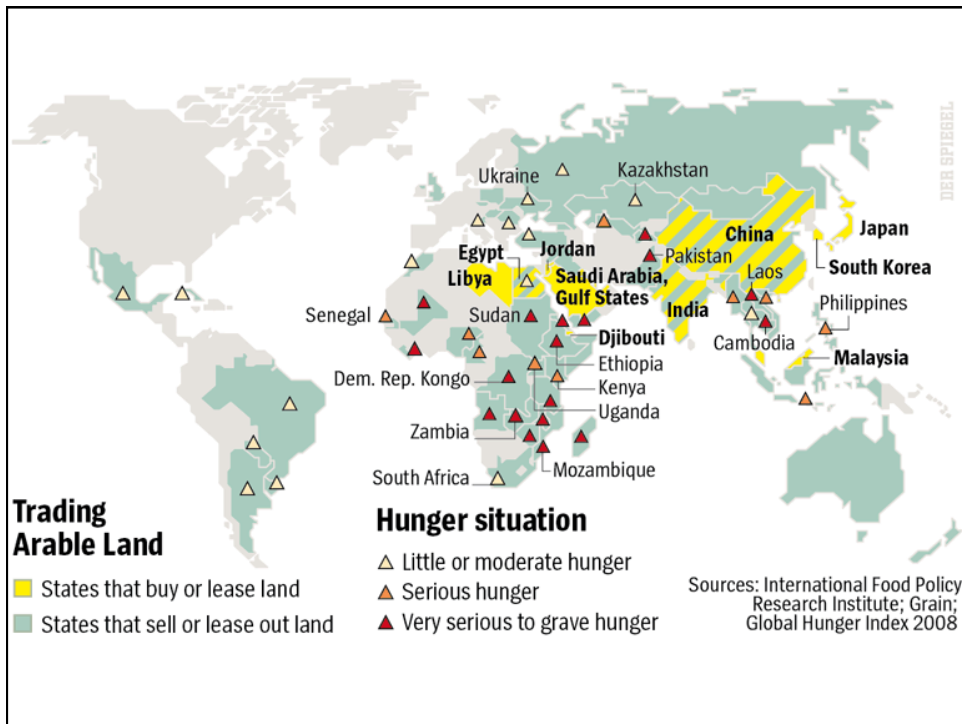 DER SPIEGEL
Ukraine
Kazakhstan
Japan
China
Jordan
Egypt
Pakistan
South Korea
Libya
Saudi Arabia,
Gulf States
Laos
India
Senegal
Sudan
Philippines
Djibouti
Cambodia
Malaysia
Ethiopia
Dem. Rep. Kongo
Kenya
Uganda
Zambia
Mozambique
South Africa
Trading
Arable Land
States that buy or lease land
States that sell or lease out land
Hunger situation
Little or moderate hunger
Serious hunger
Very serious to grave hunger
Sources: International Food Policy
Research Institute; Grain;
Global Hunger Index 2008